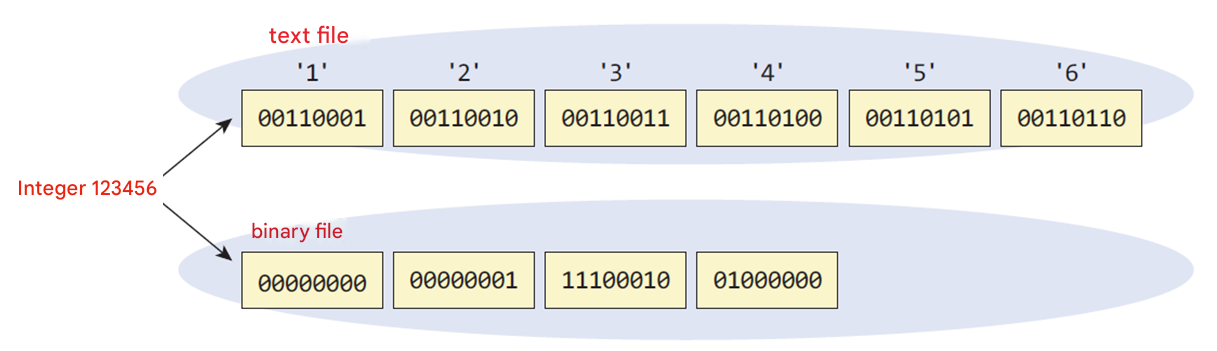 text file
'1' '2' '3' '4' '5' '6'
00110001 00110010 00110011 00110100 00110101 00110110
Integer 123456
binary file
00000000 00000001 11100010 01000000